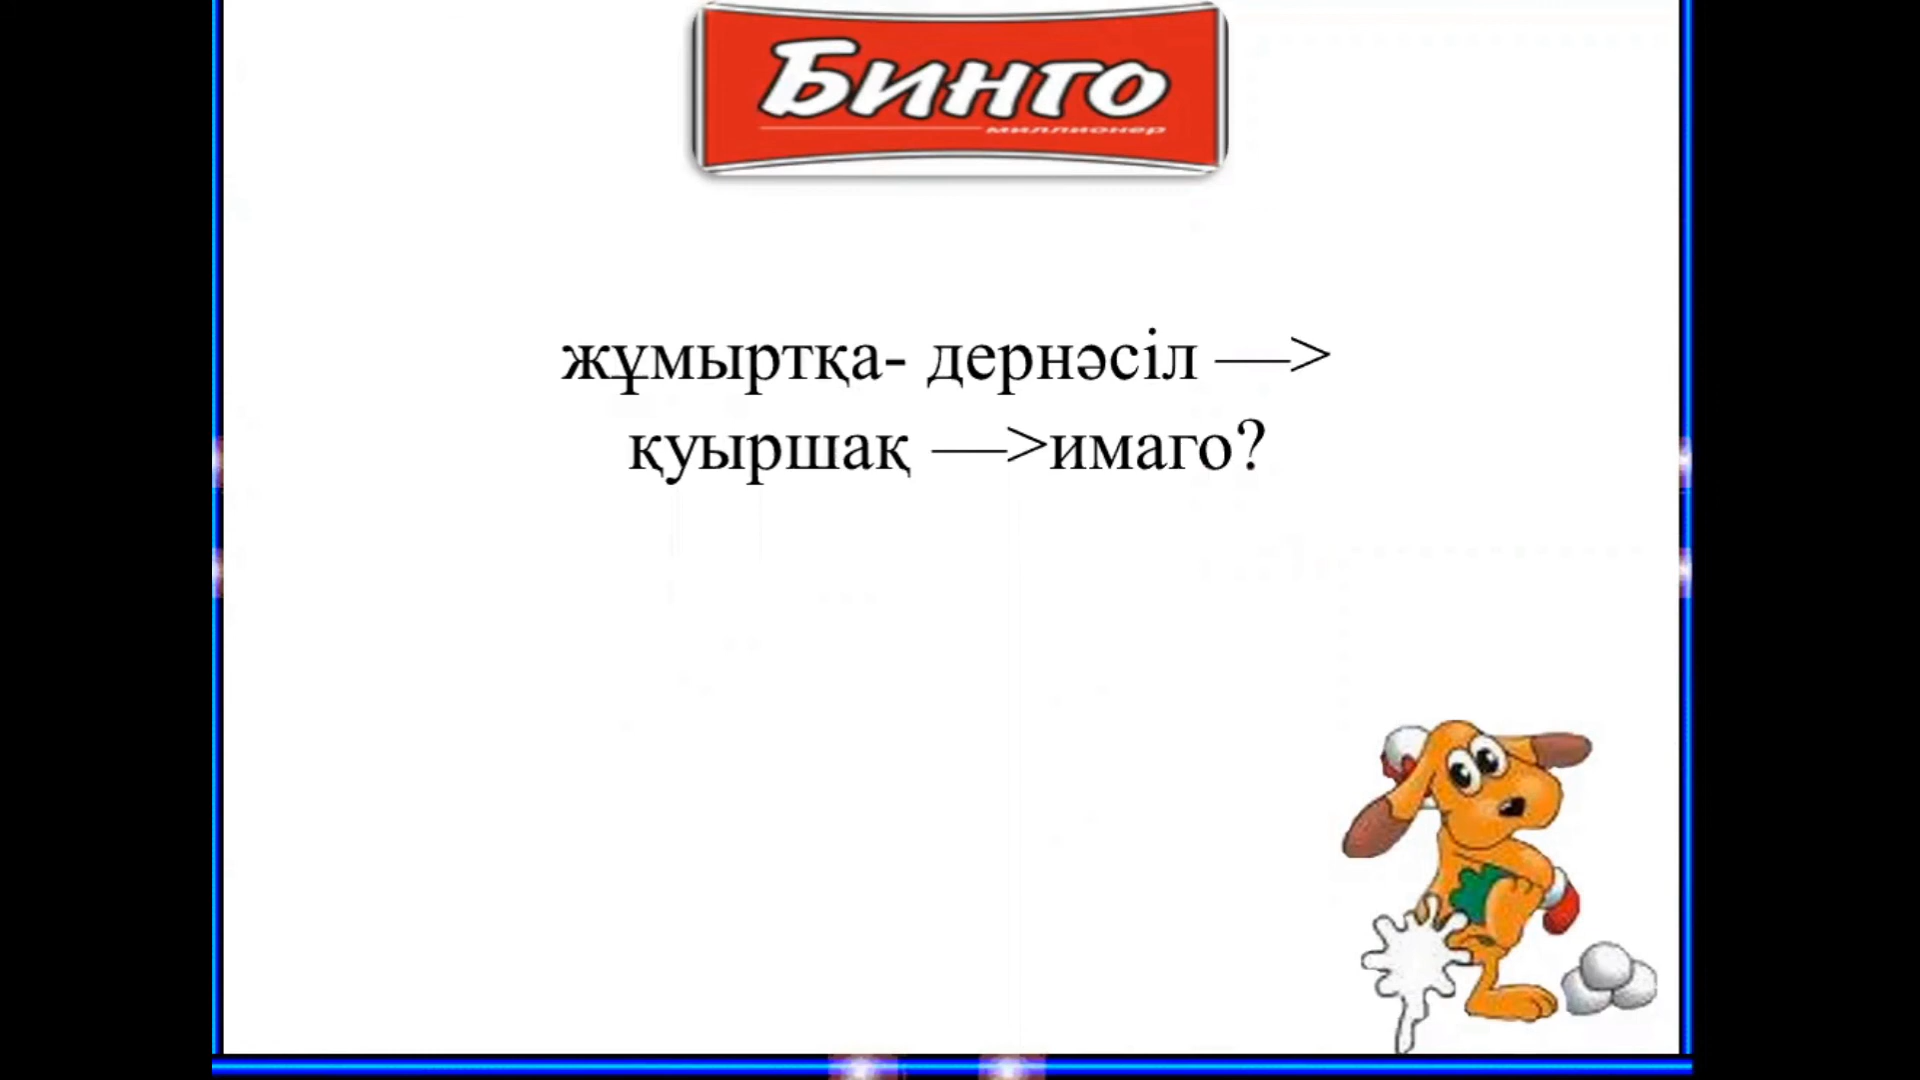 Бинго
миллионер
жұмыртқа- дернәсіл —>
қуыршақ —>имаго?